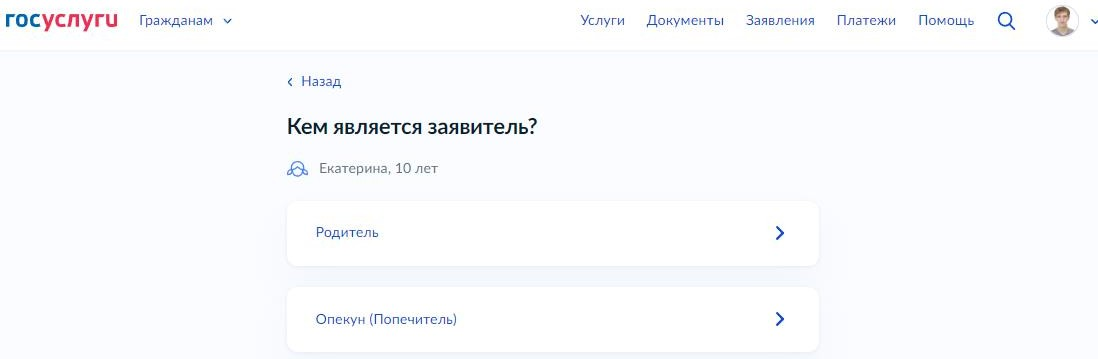 госуслуги Гражданам Услуги Документы Заявления Платежи Помощь
Назад
Кем является заявитель?
Екатерина, 10 лет
Родитель
Опекун (Попечитель)